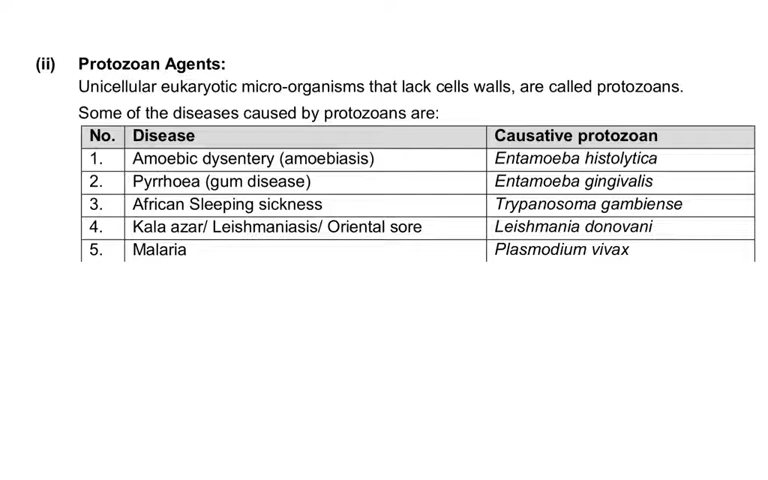 (ii) Protozoan Agents:
Unicellular eukaryotic micro-organisms that lack cells walls, are called protozoans.
Some of the diseases caused by protozoans are:
No. Disease Causative protozoan
1. Amoebic dysentery (amoebiasis) Entamoeba histolytica
2. Pyrrhoea (gum disease) Entamoeba gingivalis
3. African Sleeping sickness Trypanosoma gambiense
4. Kala azar/ Leishmaniasis/ Oriental sore Leishmania donovani
5. Malaria Plasmodium vivax